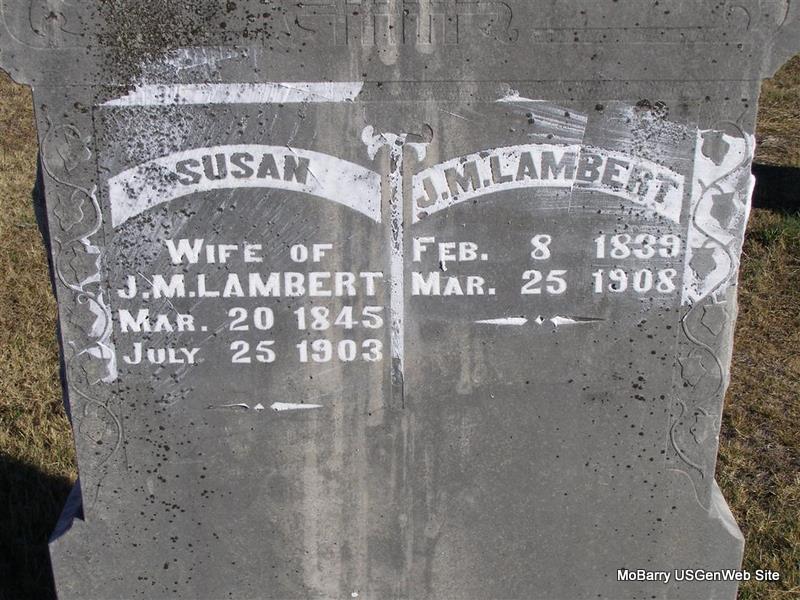 SUSAN
WIFE OF
J.M. LAMBERT
MAR. 20 1845
JULY 25 1903
J.M. LAMBERT
FEB. 8 1839
MAR. 25 1908
MoBarry USGenWeb Site